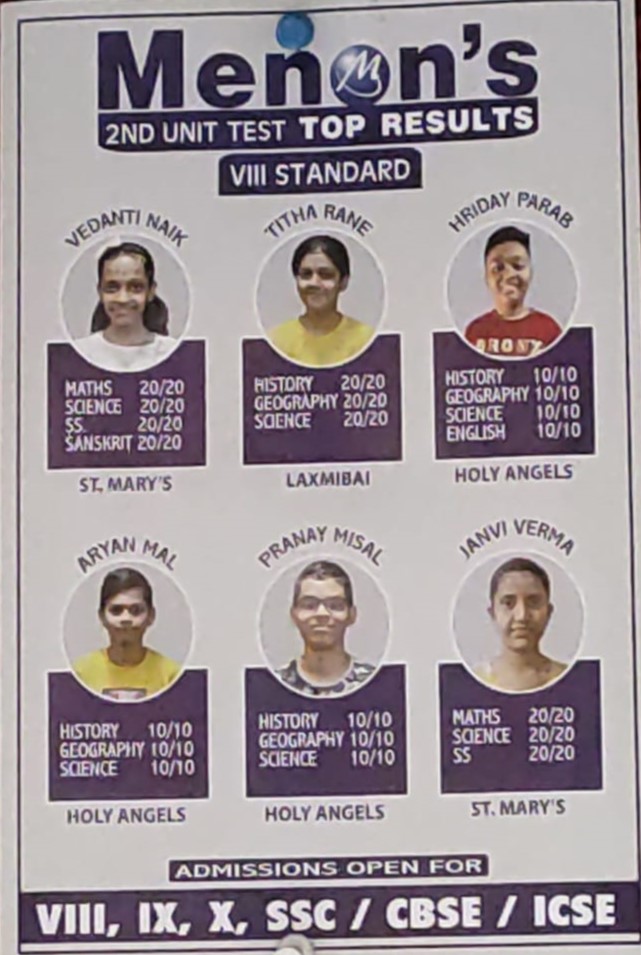 Menon's
2ND UNIT TEST TOP RESULTS
VIII STANDARD
VEDANTI NAIK
MATHS 20/20
SCIENCE 20/20
SS. 20/20
SANSKRIT 20/20
ST. MARY'S
TITHA RANE
HISTORY 20/20
GEOGRAPHY 20/20
SCIENCE 20/20
LAXMIBAI
HRIDAY PARAB
BRONX
HISTORY 10/10
GEOGRAPHY 10/10
SCIENCE 10/10
ENGLISH 10/10
HOLY ANGELS
ARYAN MAL
HISTORY 10/10
GEOGRAPHY 10/10
SCIENCE 10/10
HOLY ANGELS
PRANAY MISAL
HISTORY 10/10
GEOGRAPHY 10/10
SCIENCE 10/10
HOLY ANGELS
JANVI VERMA
MATHS 20/20
SCIENCE 20/20
SS 20/20
ST. MARY'S
ADMISSIONS OPEN FOR
VIII, IX, X, SSC / CBSE / ICSE